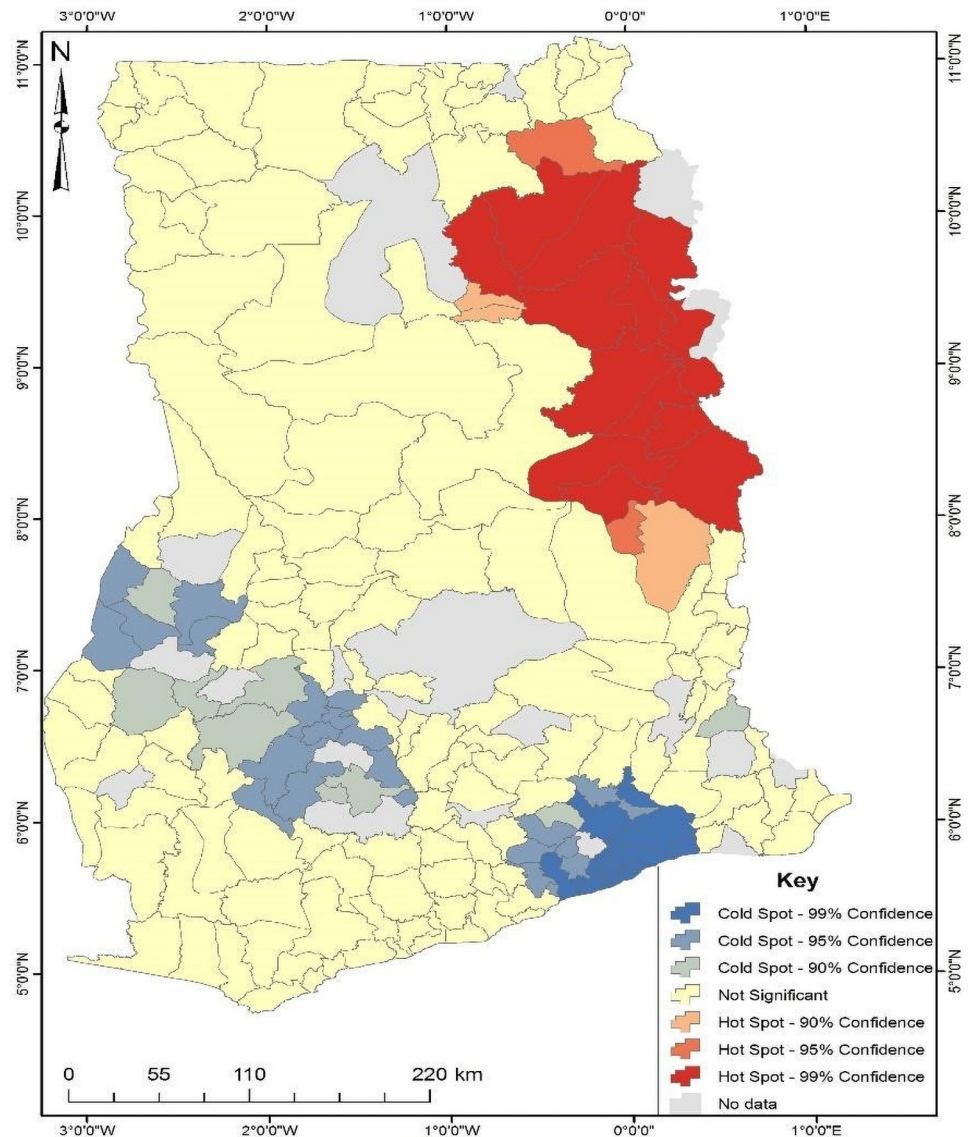 3°0'0"W 2°0'0"W 1°0'0"W 0°0'0" 1°0'0"E
N
11°0'0"N 11°0'0"N
10°0'0"N 10°0'0"N
9°0'0"N 9°0'0"N
8°0'0"N 8°0'0"N
7°0'0"N 7°0'0"N
6°0'0"N 6°0'0"N
5°0'0"N 5°0'0"N
Key
Cold Spot - 99% Confidence
Cold Spot - 95% Confidence
Cold Spot - 90% Confidence
Not Significant
Hot Spot - 90% Confidence
Hot Spot - 95% Confidence
Hot Spot - 99% Confidence
No data
0 55 110 220 km
3°0'0"W 2°0'0"W 1°0'0"W 0°0'0" 1°0'0"E